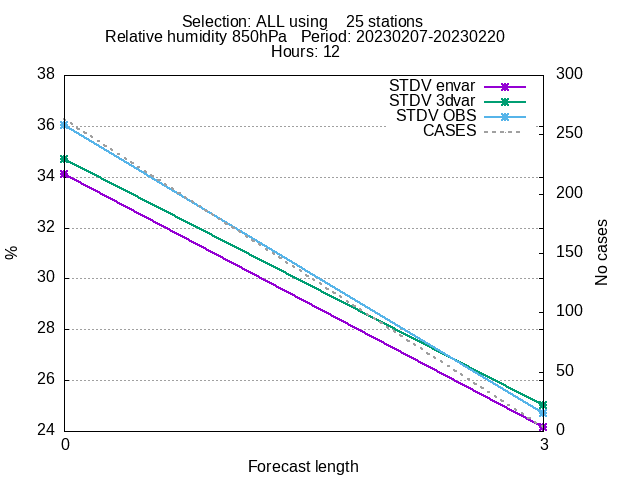 Selection: ALL using    25 stations
Relative humidity 850hPa   Period: 20230207-20230220
Hours: 12
38
36
34
32
30
28
26
24
300
250
200
150
100
50
0
%
No cases
STDV envar
STDV 3dvar
STDV OBS
CASES
0
3
Forecast length